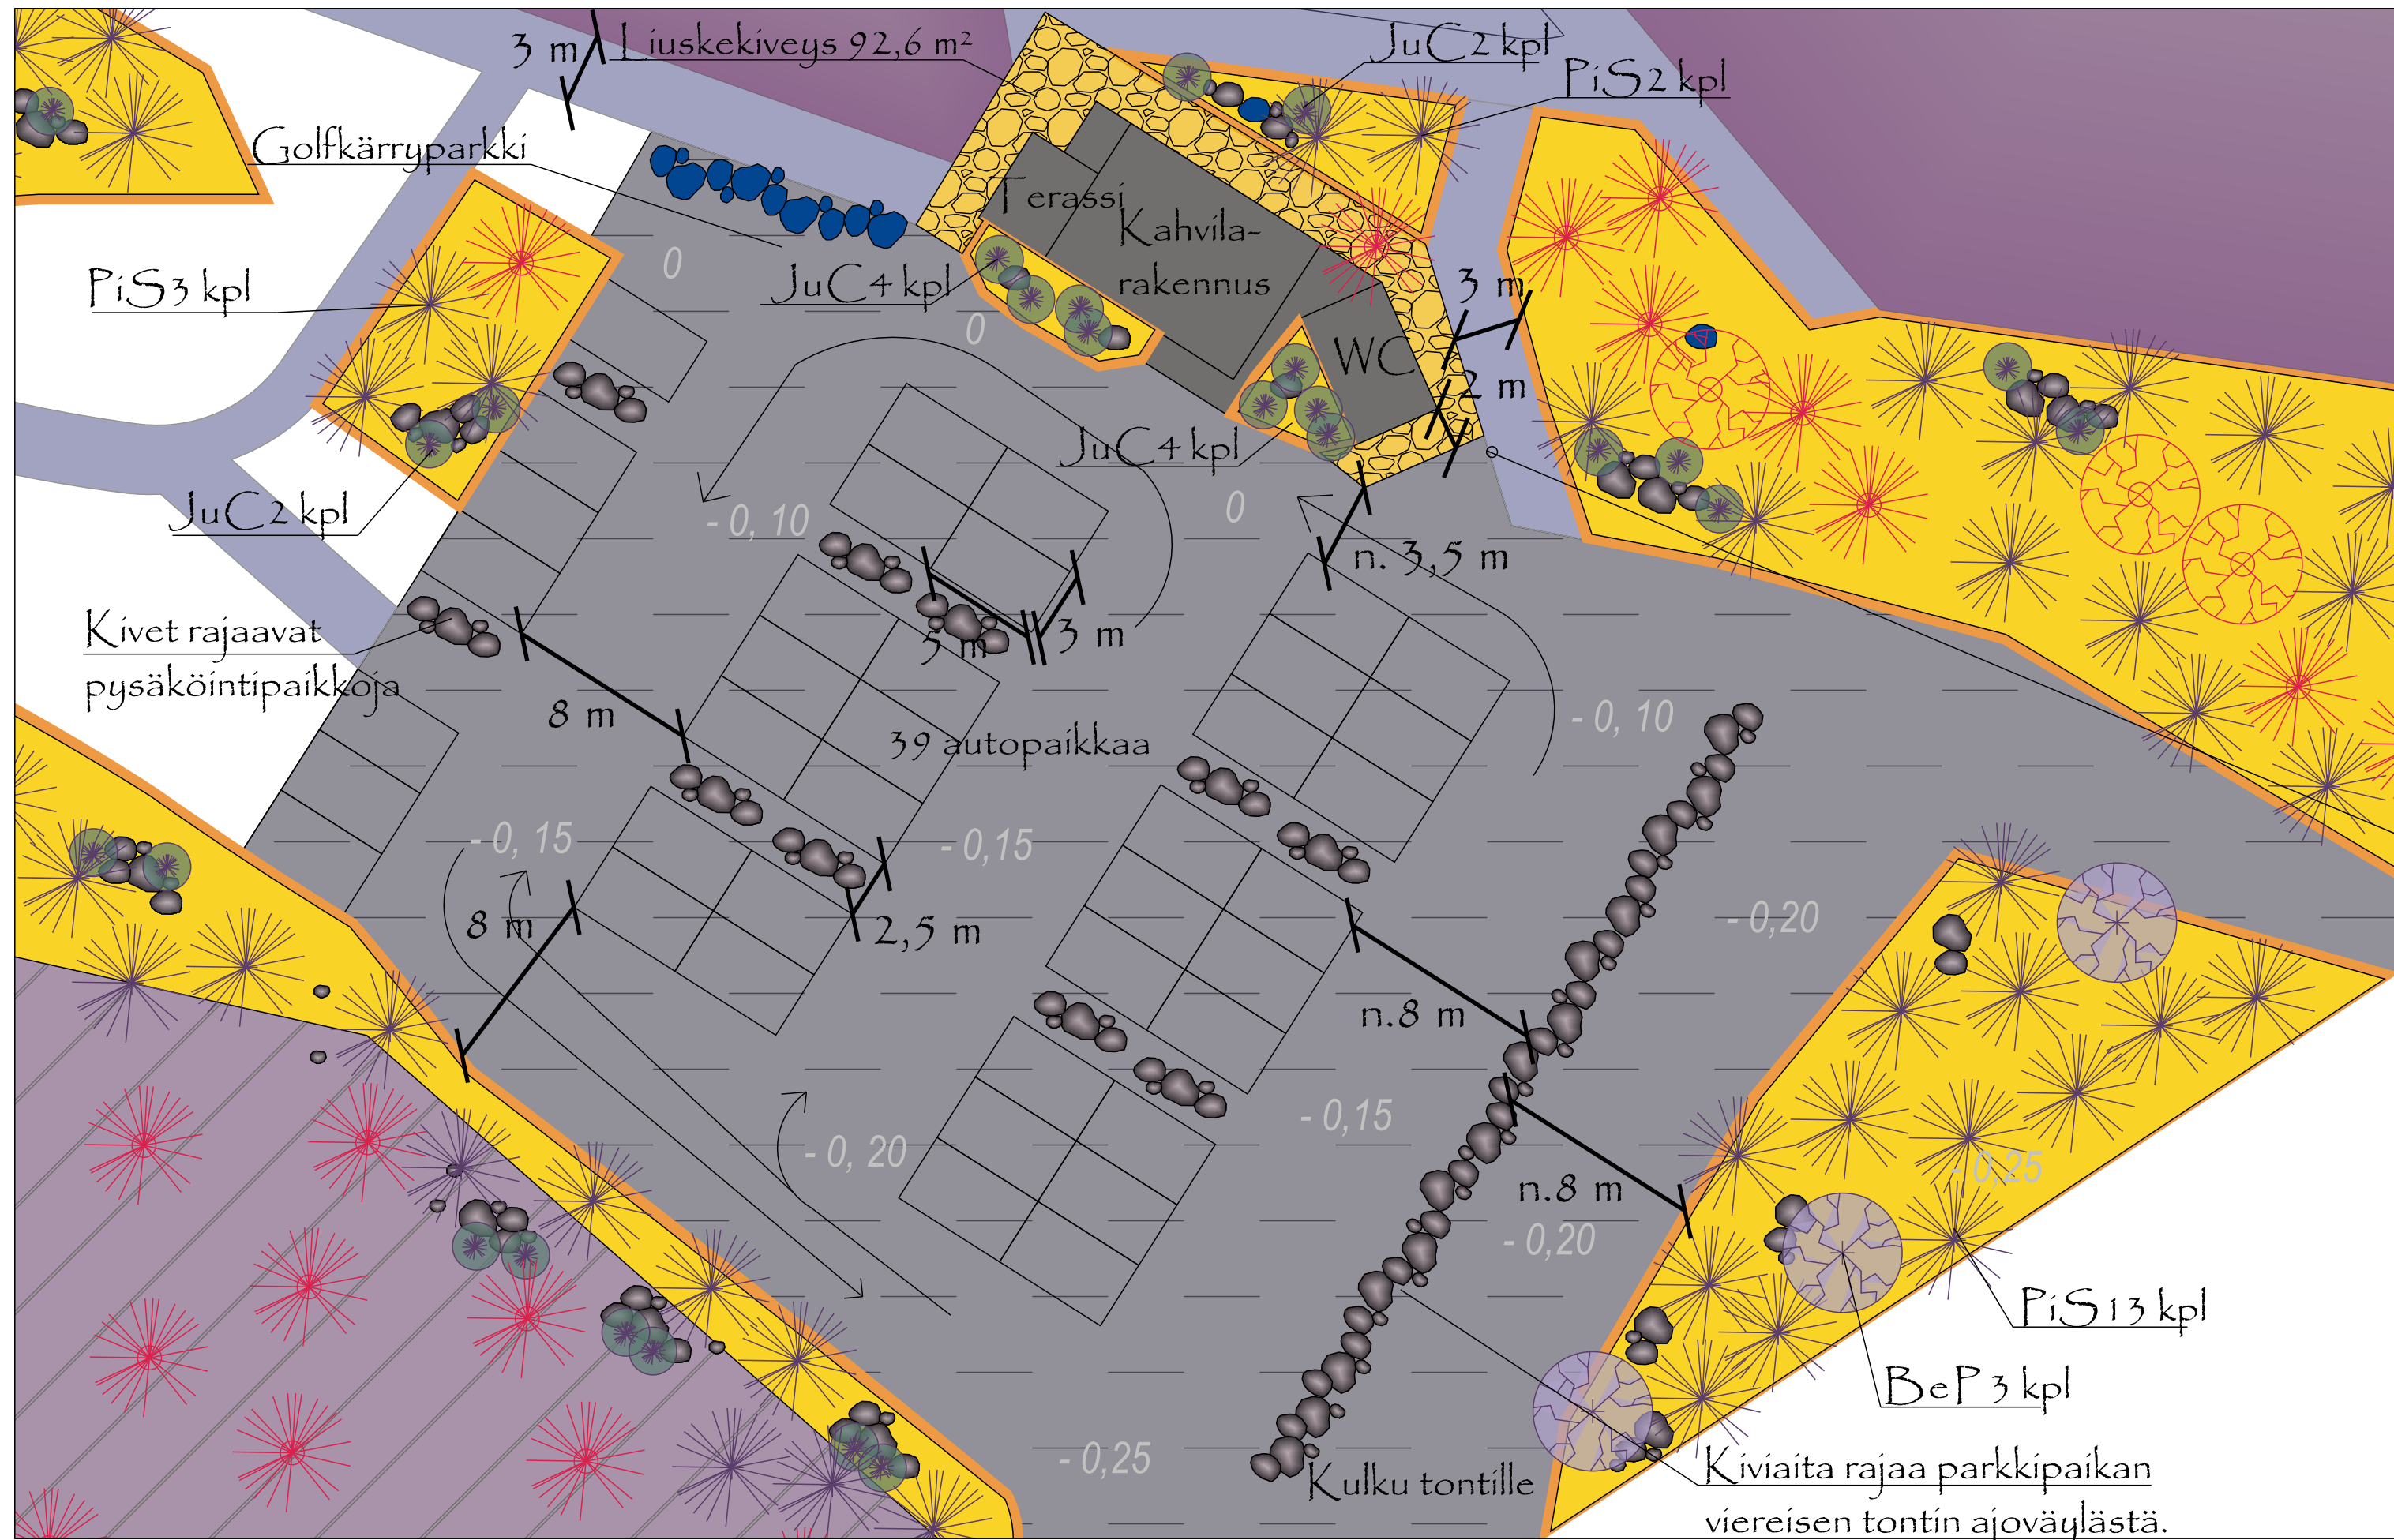 3 m
Liuskekiveys 92,6 m²
JuC2 kpl
PiS2 kpl
Golfkärryparkki
Terassi
Kahvila-
rakennus
0
PiS3 kpl
JuC4 kpl
3 m
0
WC
2 m
JuC4 kpl
JuC2 kpl
- 0, 10
0
n. 3,5 m
Kivet rajaavat
pysäköintipaikkoja
5 m
3 m
8 m
39 autopaikkaa
- 0, 10
- 0, 15
- 0,15
8 m
2,5 m
- 0,20
n.8 m
- 0,15
- 0, 20
- 0,25
n.8 m
- 0,20
PiS13 kpl
BeP3 kpl
- 0,25
Kulku tontille
Kiviaita rajaa parkkipaikan
viereisen tontin ajoväylästä.